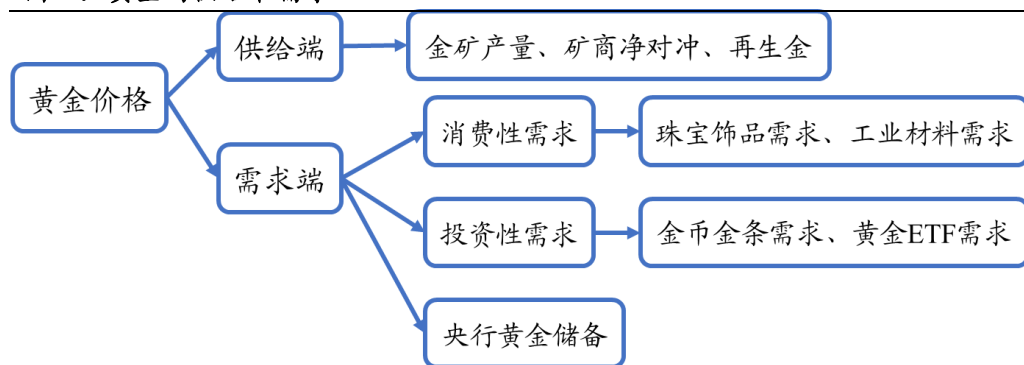 供给端
金矿产量、矿商净对冲、再生金
黄金价格
消费性需求
珠宝饰品需求、工业材料需求
需求端
投资性需求
金币金条需求、黄金ETF需求
央行黄金储备